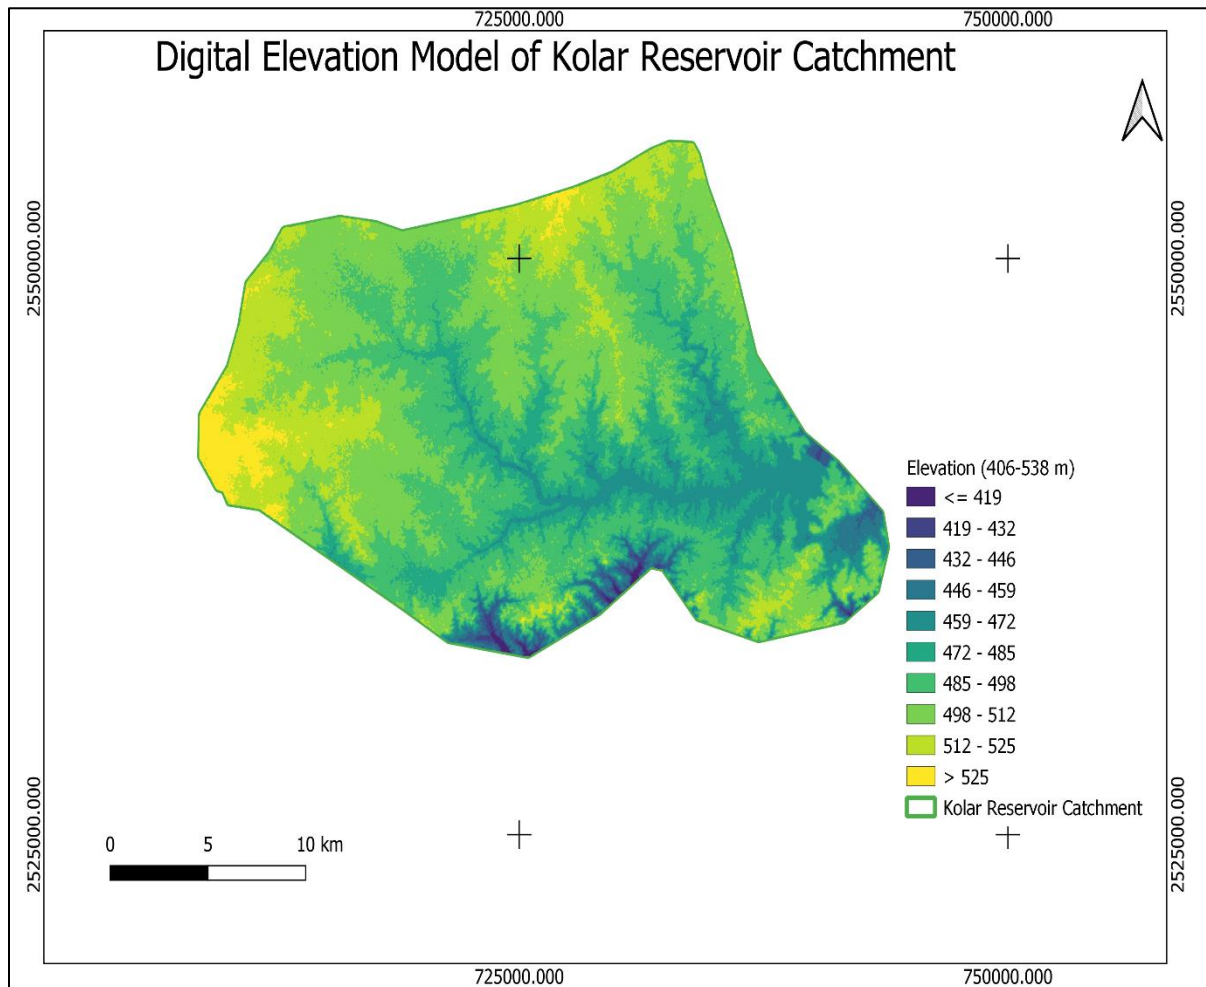 725000.000
750000.000
Digital Elevation Model of Kolar Reservoir Catchment
2550000.000
2550000.000
Elevation (406-538 m)
<= 419
419 - 432
432 - 446
446 - 459
459 - 472
472 - 485
485 - 498
498 - 512
512 - 525
> 525
Kolar Reservoir Catchment
0 5 10 km
2525000.000
2525000.000
725000.000
750000.000